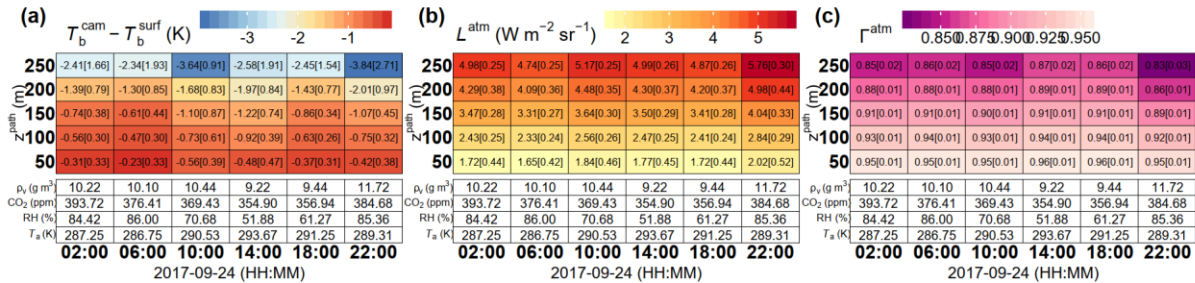 (a) T_b^cam − T_b^surf (K) -3 -2 -1
250 -2.41[1.66] -2.34[1.93] -3.64[0.91] -2.58[1.91] -2.45[1.54] -3.84[2.71]
200 -1.39[0.79] -1.30[0.85] -1.68[0.83] -1.97[0.84] -1.43[0.77] -2.01[0.97]
150 -0.74[0.38] -0.61[0.44] -1.10[0.87] -1.22[0.74] -0.86[0.34] -1.07[0.45]
100 -0.56[0.30] -0.47[0.30] -0.73[0.61] -0.92[0.39] -0.63[0.26] -0.75[0.32]
50 -0.31[0.33] -0.23[0.33] -0.56[0.39] -0.48[0.47] -0.37[0.31] -0.42[0.38]
z^path (m)
ρ_v (g m³) 10.22 10.10 10.44 9.22 9.44 11.72
CO₂ (ppm) 393.72 376.41 369.43 354.90 356.94 384.68
RH (%) 84.42 86.00 70.68 51.88 61.27 85.36
T_a (K) 287.25 286.75 290.53 293.67 291.25 289.31
02:00 06:00 10:00 14:00 18:00 22:00
2017-09-24 (HH:MM)
(b) L^atm (W m⁻² sr⁻¹) 2 3 4 5
250 4.98[0.25] 4.74[0.25] 5.17[0.25] 4.99[0.26] 4.87[0.26] 5.76[0.30]
200 4.29[0.38] 4.09[0.36] 4.48[0.35] 4.30[0.37] 4.20[0.36] 4.98[0.44]
150 3.47[0.28] 3.31[0.27] 3.64[0.30] 3.50[0.29] 3.41[0.28] 4.04[0.33]
100 2.43[0.25] 2.33[0.24] 2.56[0.26] 2.47[0.25] 2.41[0.24] 2.84[0.29]
50 1.72[0.44] 1.65[0.42] 1.84[0.46] 1.77[0.45] 1.72[0.44] 2.02[0.52]
z^path (m)
ρ_v (g m³) 10.22 10.10 10.44 9.22 9.44 11.72
CO₂ (ppm) 393.72 376.41 369.43 354.90 356.94 384.68
RH (%) 84.42 86.00 70.68 51.88 61.27 85.36
T_a (K) 287.25 286.75 290.53 293.67 291.25 289.31
02:00 06:00 10:00 14:00 18:00 22:00
2017-09-24 (HH:MM)
(c) Γ^atm 0.850 0.875 0.900 0.925 0.950
250 0.85[0.02] 0.86[0.02] 0.85[0.02] 0.87[0.02] 0.86[0.02] 0.83[0.03]
200 0.88[0.01] 0.88[0.01] 0.87[0.01] 0.88[0.01] 0.88[0.01] 0.86[0.01]
150 0.91[0.01] 0.91[0.01] 0.90[0.01] 0.91[0.01] 0.91[0.01] 0.89[0.01]
100 0.93[0.01] 0.94[0.01] 0.93[0.01] 0.94[0.01] 0.94[0.01] 0.92[0.01]
50 0.95[0.01] 0.95[0.01] 0.95[0.01] 0.96[0.01] 0.96[0.01] 0.95[0.01]
z^path (m)
ρ_v (g m³) 10.22 10.10 10.44 9.22 9.44 11.72
CO₂ (ppm) 393.72 376.41 369.43 354.90 356.94 384.68
RH (%) 84.42 86.00 70.68 51.88 61.27 85.36
T_a (K) 287.25 286.75 290.53 293.67 291.25 289.31
02:00 06:00 10:00 14:00 18:00 22:00
2017-09-24 (HH:MM)